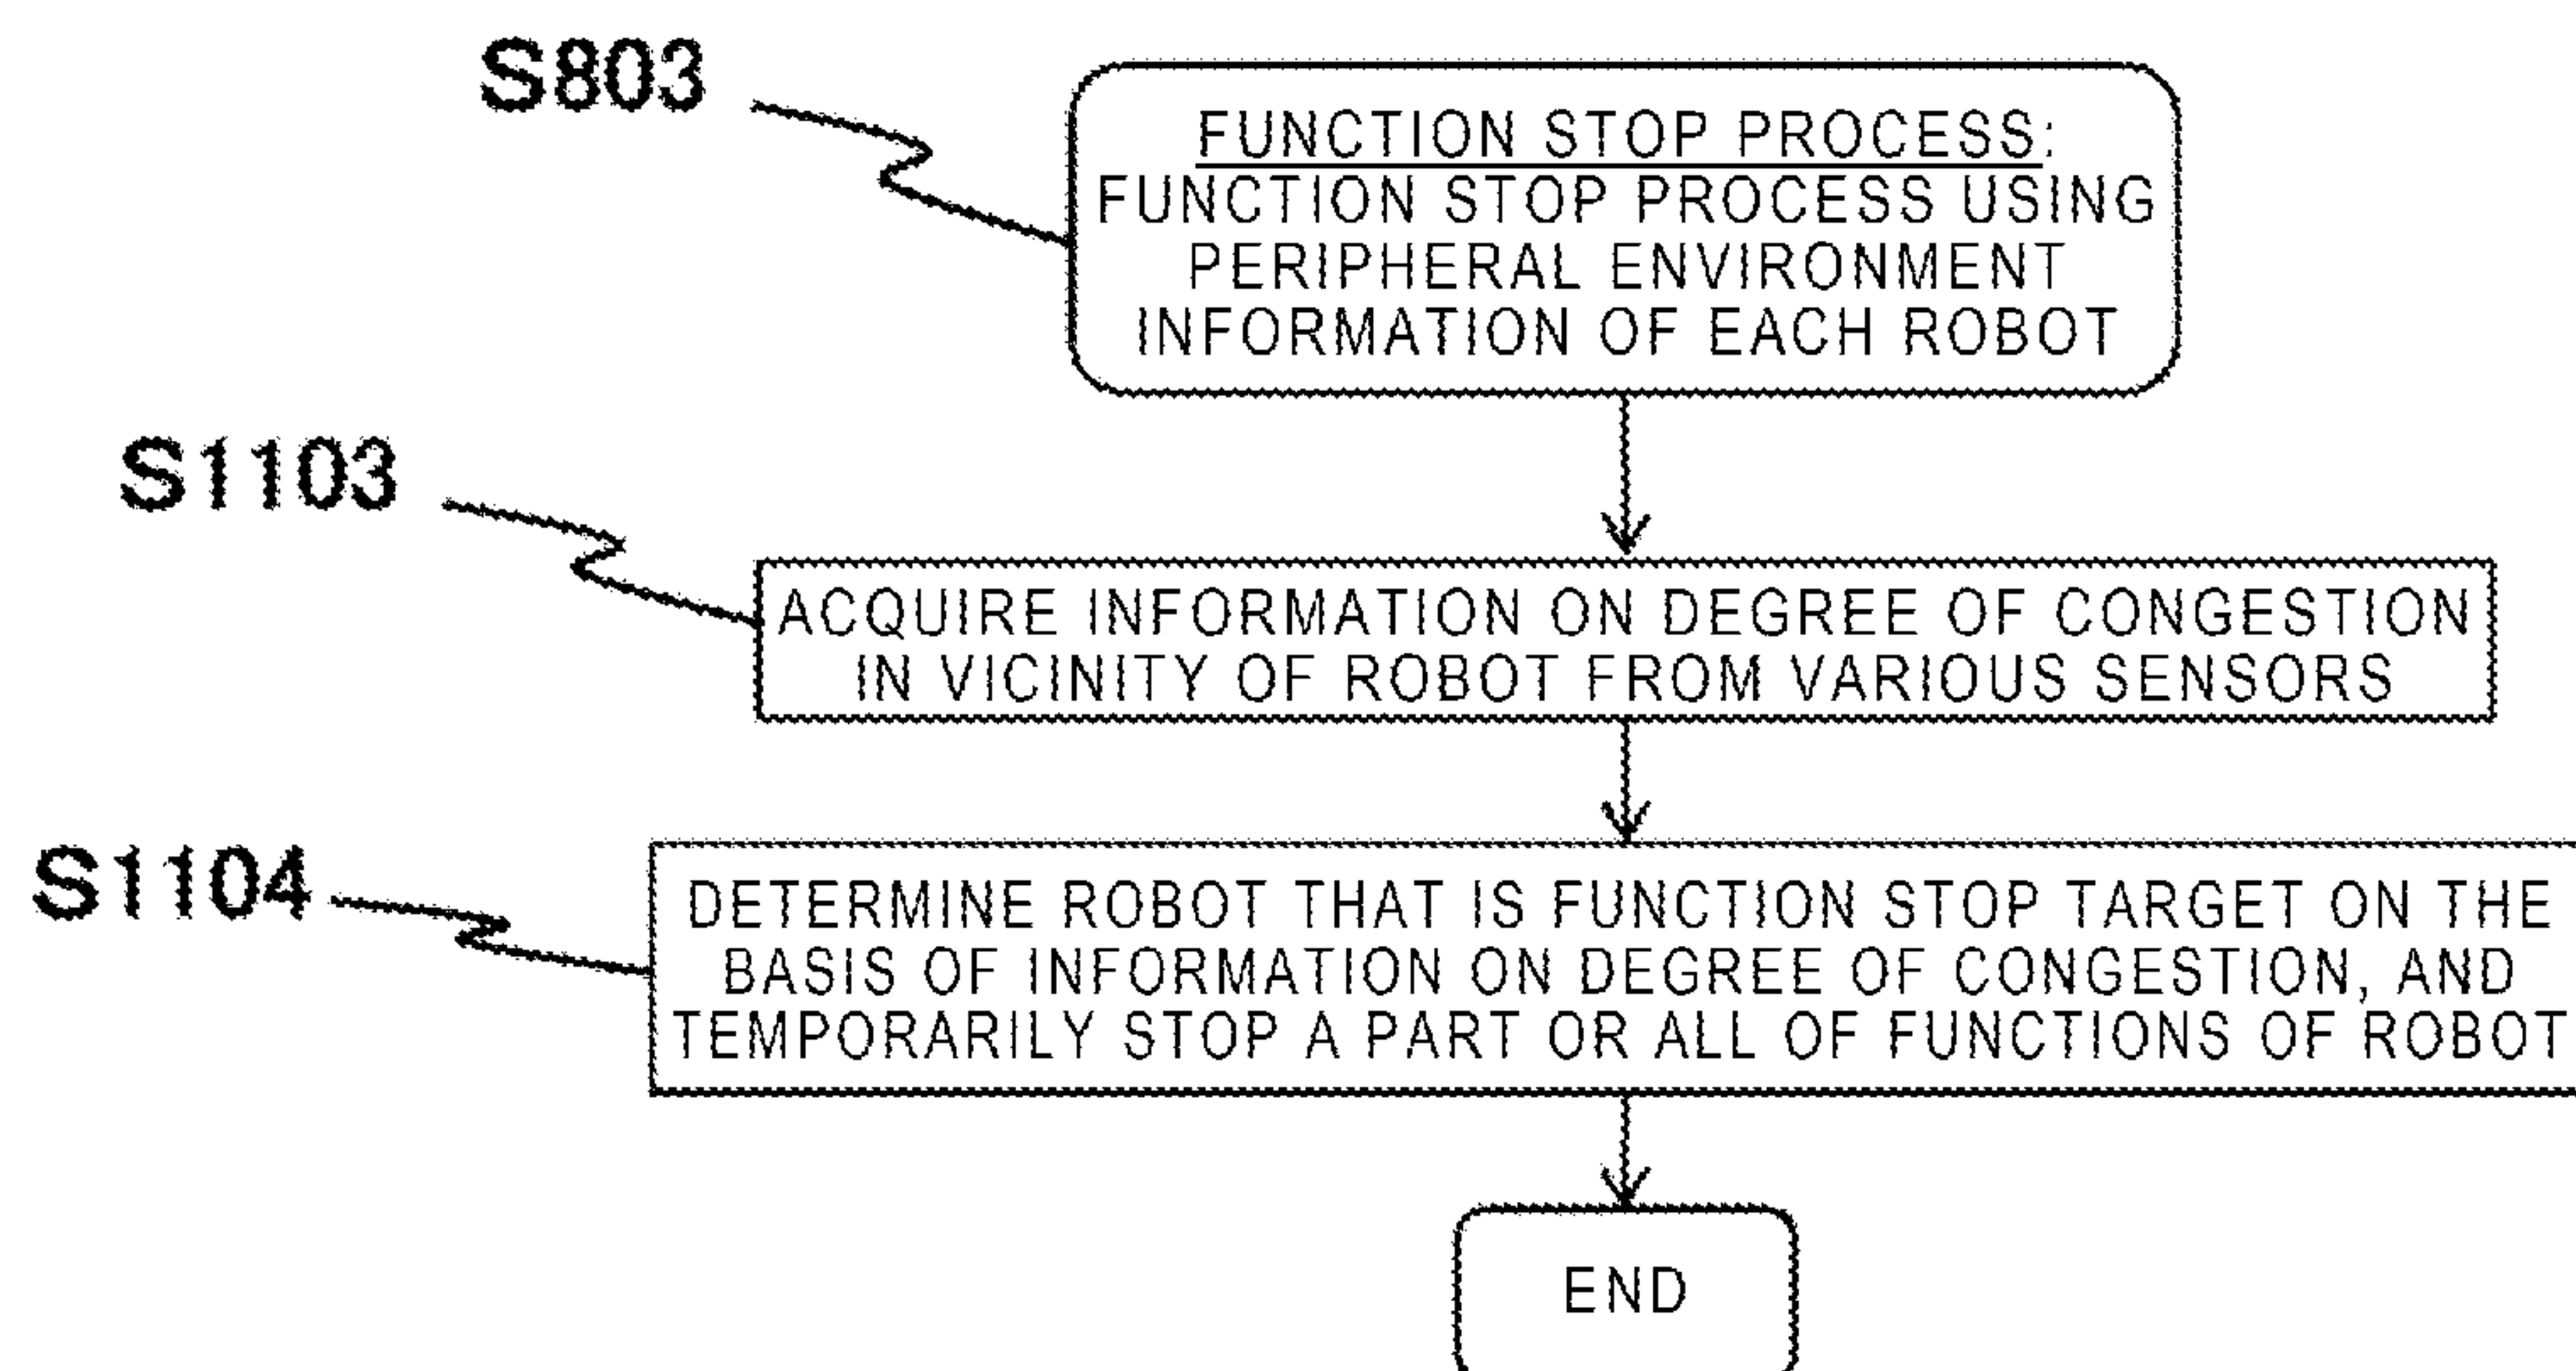 S803
FUNCTION STOP PROCESS:
FUNCTION STOP PROCESS USING
PERIPHERAL ENVIRONMENT
INFORMATION OF EACH ROBOT
S1103
ACQUIRE INFORMATION ON DEGREE OF CONGESTION
IN VICINITY OF ROBOT FROM VARIOUS SENSORS
S1104
DETERMINE ROBOT THAT IS FUNCTION STOP TARGET ON THE
BASIS OF INFORMATION ON DEGREE OF CONGESTION, AND
TEMPORARILY STOP A PART OR ALL OF FUNCTIONS OF ROBOT
END